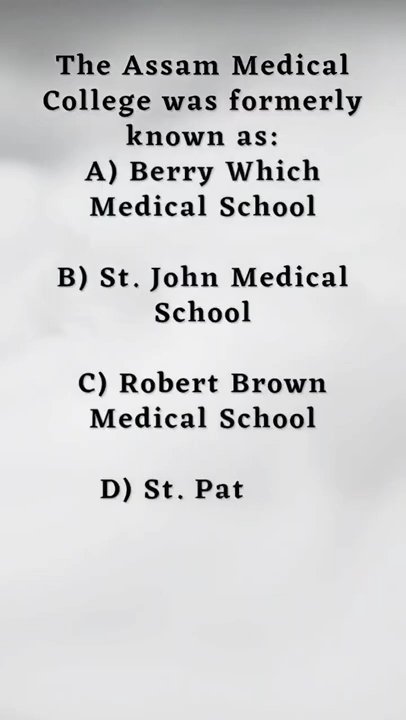 The Assam Medical
College was formerly
known as:
A) Berry Which
Medical School
B) St. John Medical
School
C) Robert Brown
Medical School
D) St. Pat